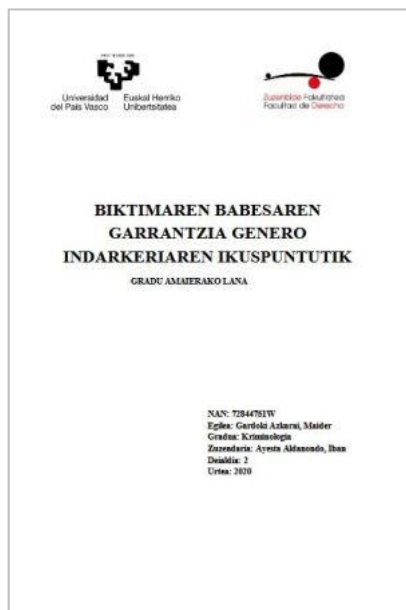 Universidad
del País Vasco
Euskal Herriko
Unibertsitatea
Zuzenbide Fakultatea
Facultad de Derecho
BIKTIMAREN BABESAREN
GARRANTZIA GENERO
INDARKERIAREN IKUSPUNTUTIK
GRADU AMAIERAKO LANA
NAN: 72844751W
Egilea: Gardoki Azkarai, Maider
Gradua: Kriminologia
Zuzendaria: Ayesta Aldanondo, Iban
Deialdia: 2
Urtea: 2020